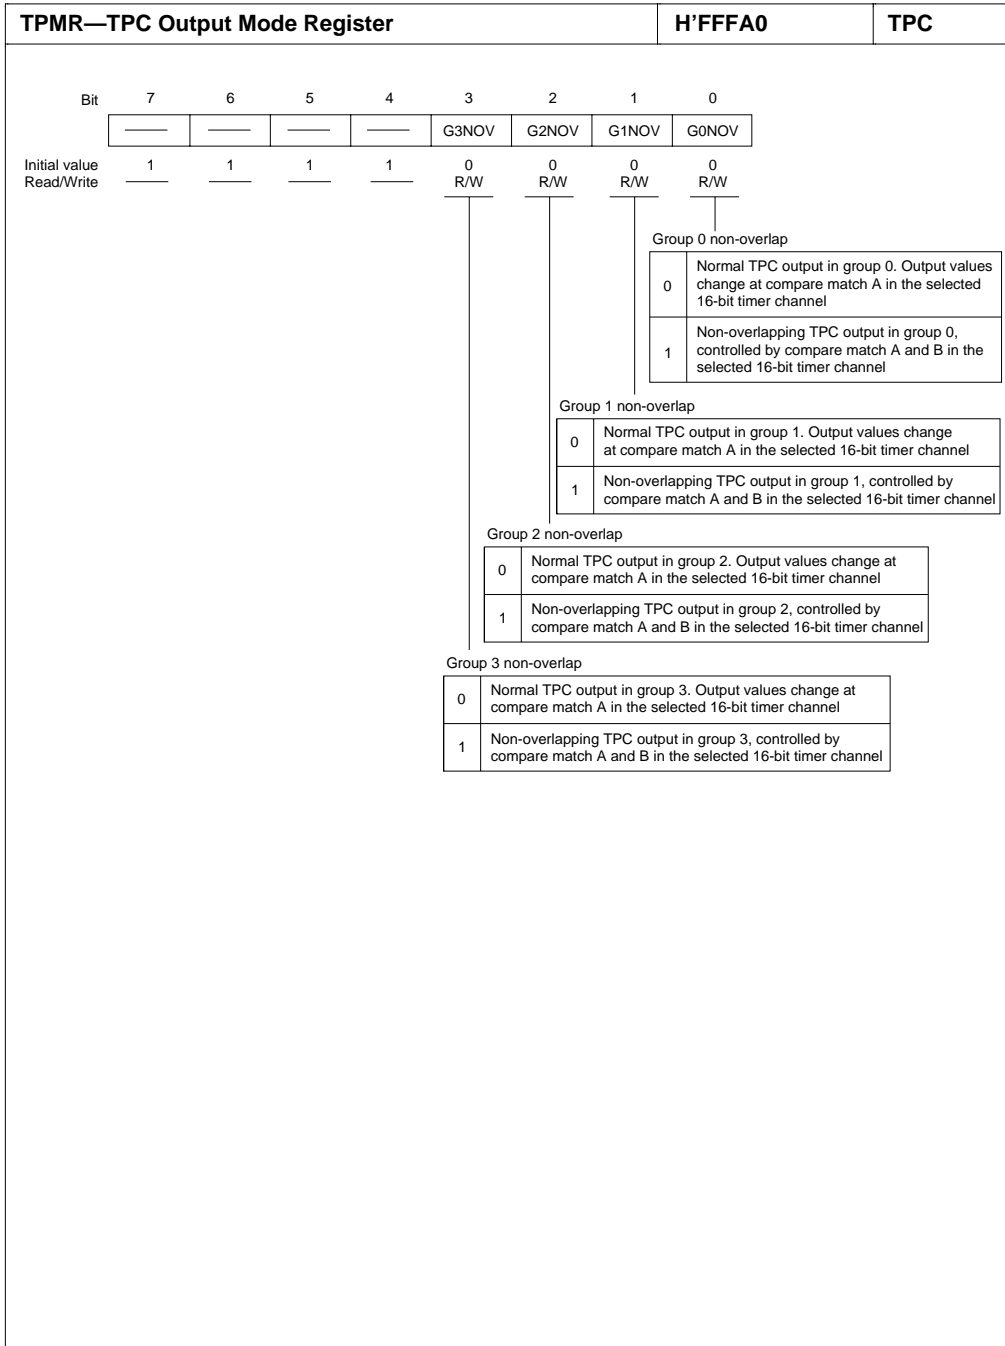 TPMR—TPC Output Mode Register H'FFFA0 TPC
Bit 7 6 5 4 3 2 1 0
—— —— —— —— G3NOV G2NOV G1NOV G0NOV
Initial value 1 1 1 1 0 0 0 0
Read/Write —— —— —— —— R/W R/W R/W R/W
Group 0 non-overlap
0 Normal TPC output in group 0. Output values
change at compare match A in the selected
16-bit timer channel
1 Non-overlapping TPC output in group 0,
controlled by compare match A and B in the
selected 16-bit timer channel
Group 1 non-overlap
0 Normal TPC output in group 1. Output values change
at compare match A in the selected 16-bit timer channel
1 Non-overlapping TPC output in group 1, controlled by
compare match A and B in the selected 16-bit timer channel
Group 2 non-overlap
0 Normal TPC output in group 2. Output values change at
compare match A in the selected 16-bit timer channel
1 Non-overlapping TPC output in group 2, controlled by
compare match A and B in the selected 16-bit timer channel
Group 3 non-overlap
0 Normal TPC output in group 3. Output values change at
compare match A in the selected 16-bit timer channel
1 Non-overlapping TPC output in group 3, controlled by
compare match A and B in the selected 16-bit timer channel